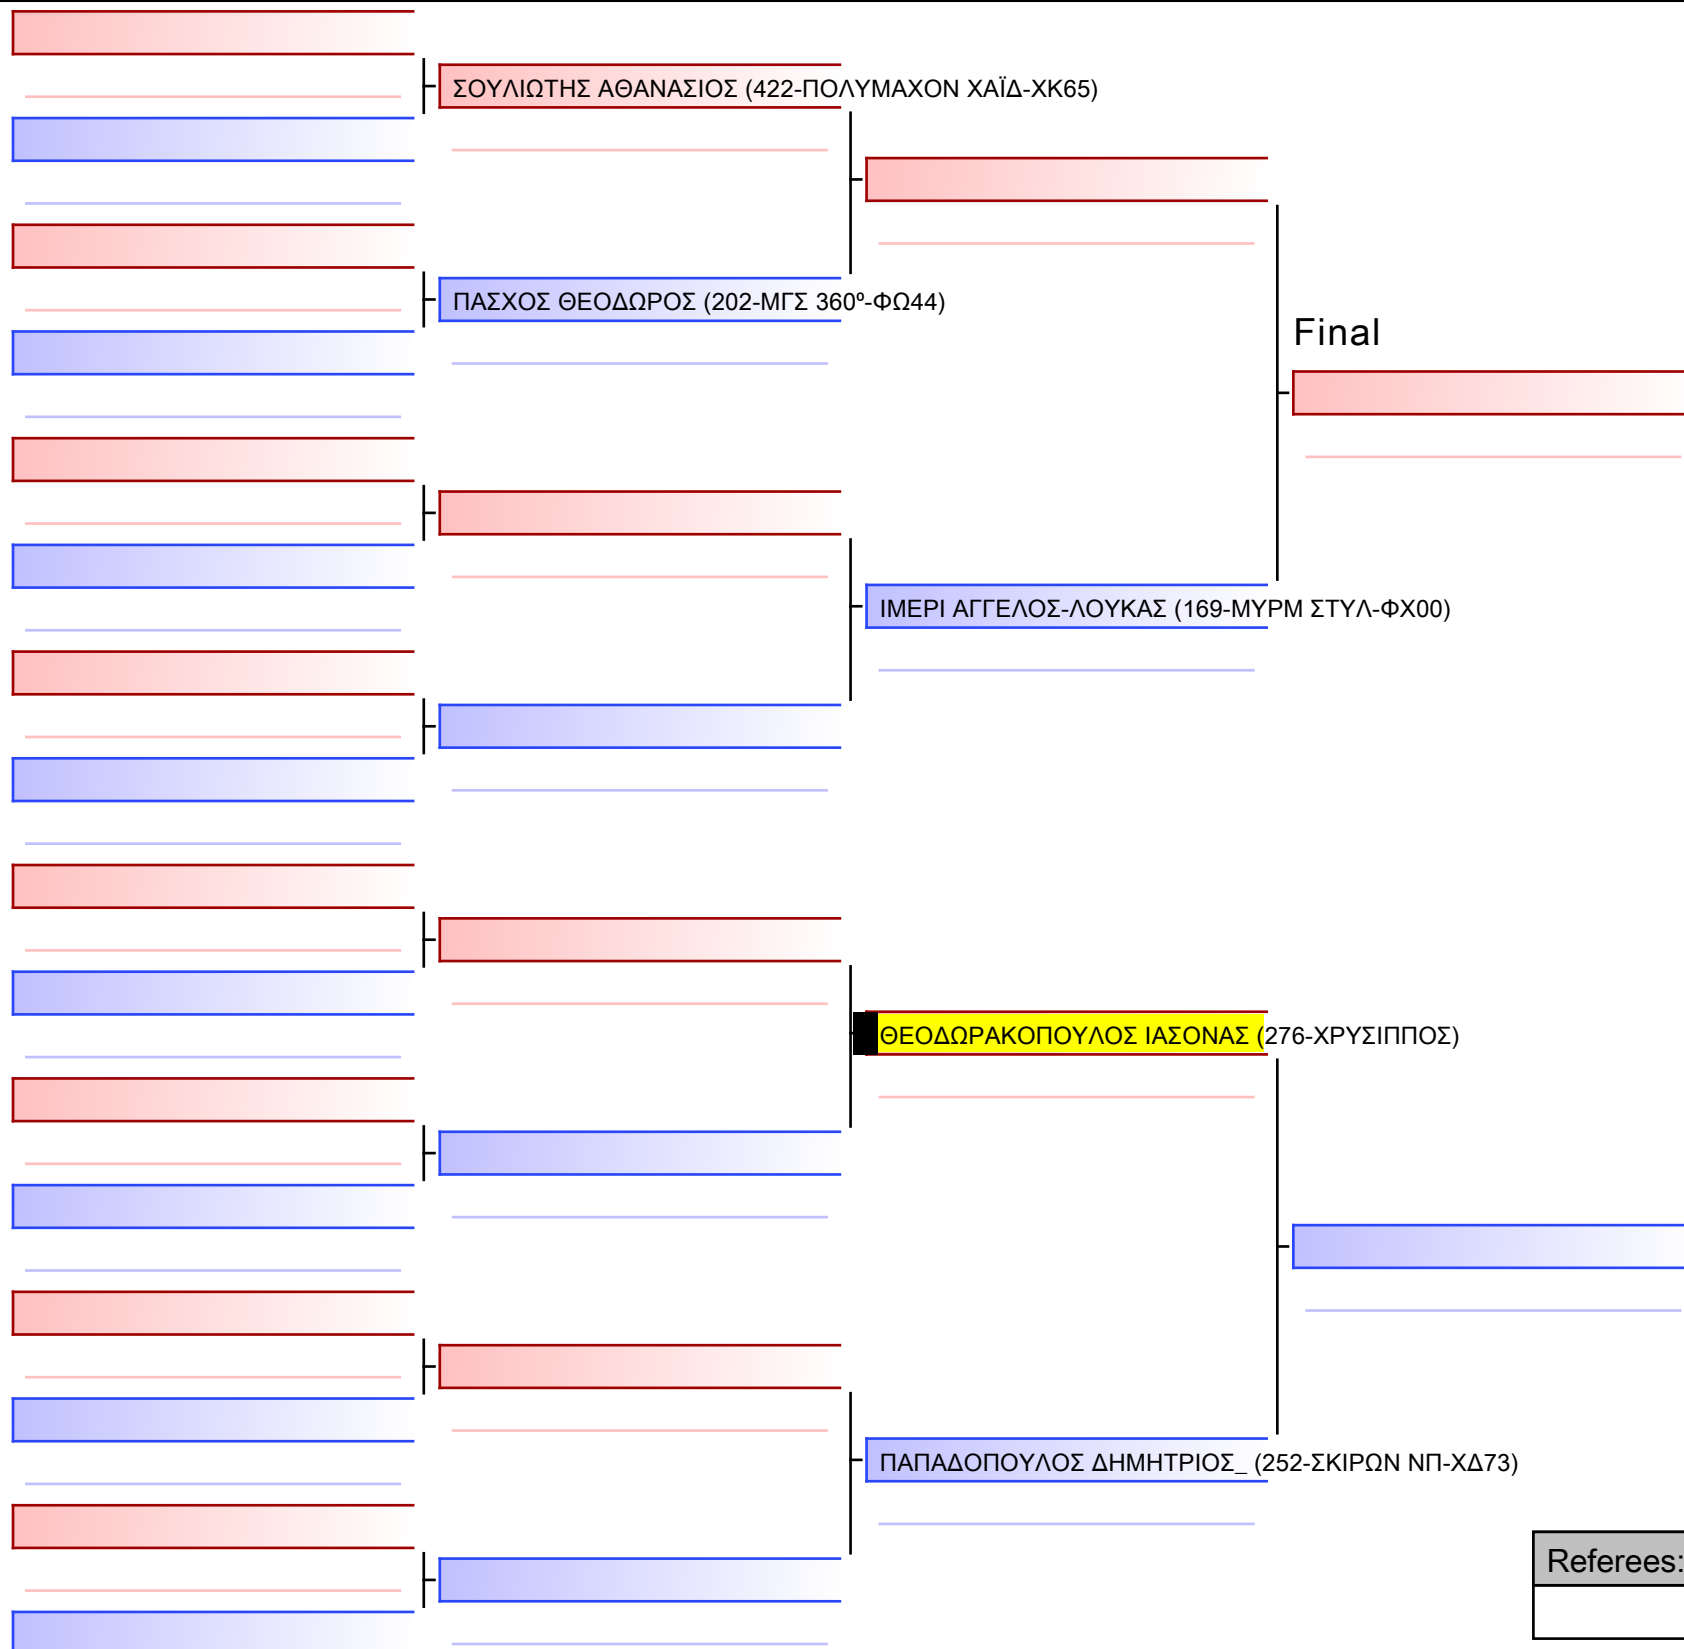 ΣΟΥΛΙΩΤΗΣ ΑΘΑΝΑΣΙΟΣ (422-ΠΟΛΥΜΑΧΟΝ ΧΑΪΔ-ΧΚ65)
ΠΑΣΧΟΣ ΘΕΟΔΩΡΟΣ (202-ΜΓΣ 360º-ΦΩ44)
Final
ΙΜΕΡΙ ΑΓΓΕΛΟΣ-ΛΟΥΚΑΣ (169-ΜΥΡΜ ΣΤΥΛ-ΦΧ00)
ΘΕΟΔΩΡΑΚΟΠΟΥΛΟΣ ΙΑΣΟΝΑΣ (276-ΧΡΥΣΙΠΠΟΣ)
ΠΑΠΑΔΟΠΟΥΛΟΣ ΔΗΜΗΤΡΙΟΣ_ (252-ΣΚΙΡΩΝ ΝΠ-ΧΔ73)
Referees: